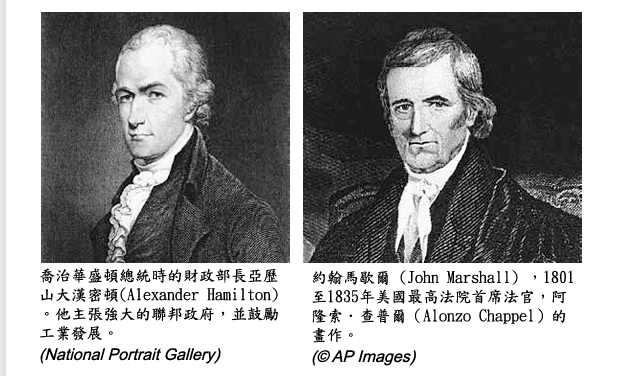 喬治華盛頓總統時的財政部長亞歷
山大漢密頓(Alexander Hamilton)
。他主張強大的聯邦政府，並鼓勵
工業發展。
(National Portrait Gallery)
約翰馬歇爾 (John Marshall) ，1801
至1835年美國最高法院首席法官，阿
隆索·查普爾 (Alonzo Chappel) 的
畫作。
(© AP Images)